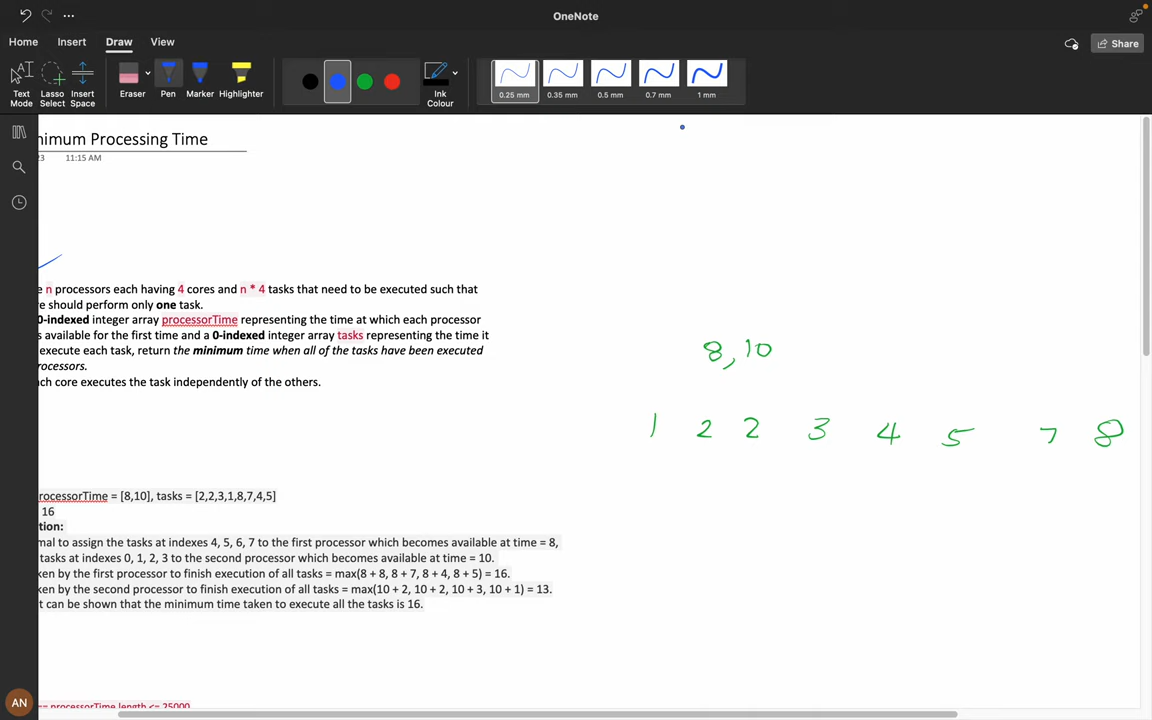 OneNote
Home Insert Draw View
Share
Text Mode
Lasso Select
Insert Space
Eraser
Pen
Marker
Highlighter
Ink Colour
0.25 mm
0.35 mm
0.5 mm
0.7 mm
1 mm
nimum Processing Time
23 11:15 AM
e n processors each having 4 cores and n * 4 tasks that need to be executed such that
e should perform only one task.
0-indexed integer array processorTime representing the time at which each processor
s available for the first time and a 0-indexed integer array tasks representing the time it
execute each task, return the minimum time when all of the tasks have been executed
rocessors.
ch core executes the task independently of the others.
8, 10
1 2 2 3 4 5 7 8
rocessorTime = [8,10], tasks = [2,2,3,1,8,7,4,5]
16
tion:
mal to assign the tasks at indexes 4, 5, 6, 7 to the first processor which becomes available at time = 8,
tasks at indexes 0, 1, 2, 3 to the second processor which becomes available at time = 10.
ken by the first processor to finish execution of all tasks = max(8 + 8, 8 + 7, 8 + 4, 8 + 5) = 16.
ken by the second processor to finish execution of all tasks = max(10 + 2, 10 + 2, 10 + 3, 10 + 1) = 13.
t can be shown that the minimum time taken to execute all the tasks is 16.
== processorTime.length <= 25000
AN